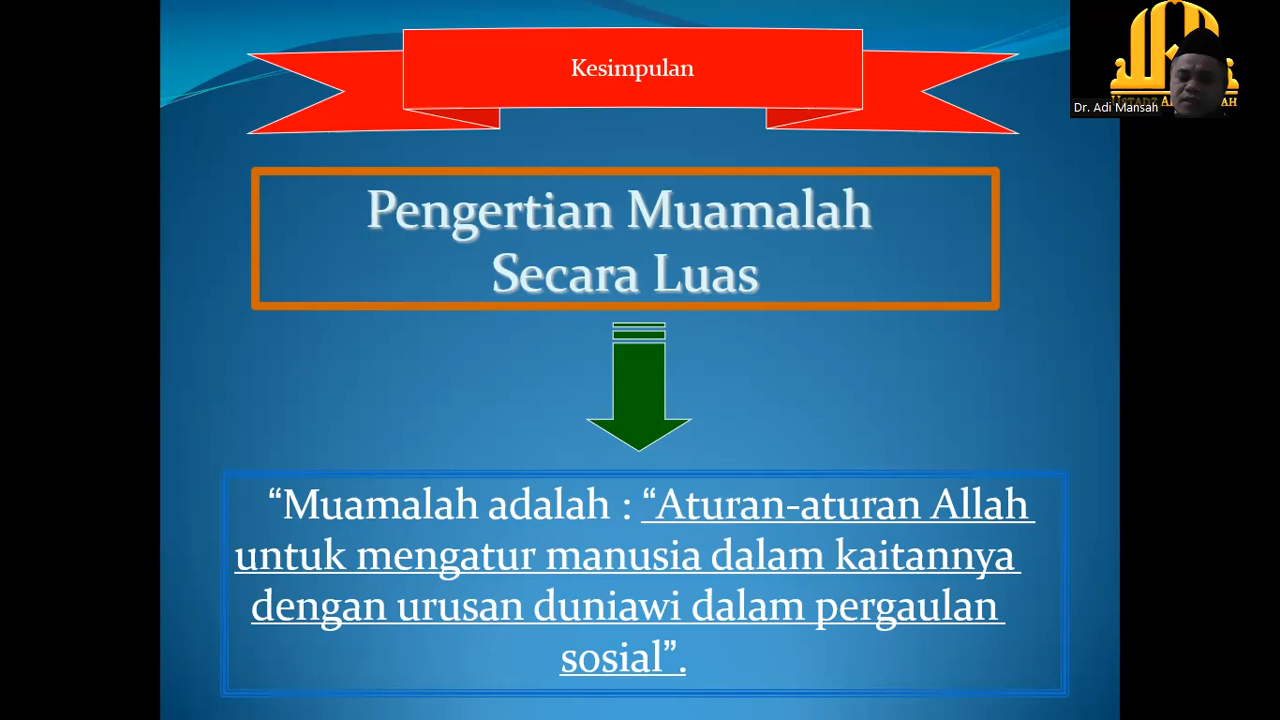 Kesimpulan
Dr. Adi Mansah
Pengertian Muamalah
Secara Luas
“Muamalah adalah : “Aturan-aturan Allah
untuk mengatur manusia dalam kaitannya
dengan urusan duniawi dalam pergaulan
sosial”.